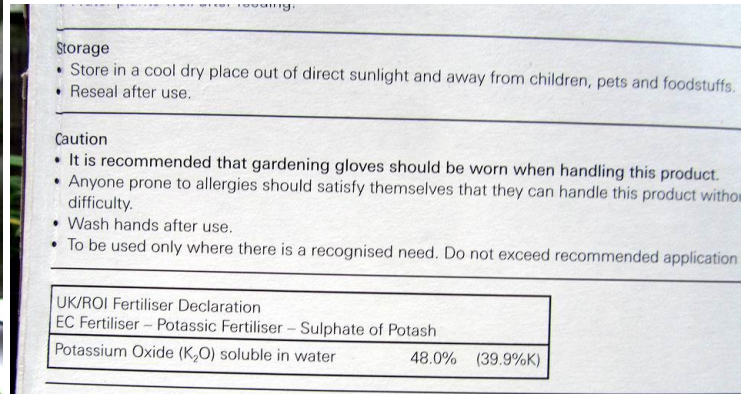 Storage
• Store in a cool dry place out of direct sunlight and away from children, pets and foodstuffs.
• Reseal after use.
Caution
• It is recommended that gardening gloves should be worn when handling this product.
• Anyone prone to allergies should satisfy themselves that they can handle this product
difficulty.
• Wash hands after use.
• To be used only where there is a recognised need. Do not exceed recommended application
UK/ROI Fertiliser Declaration
EC Fertiliser – Potassic Fertiliser – Sulphate of Potash
Potassium Oxide (K₂O) soluble in water 48.0% (39.9%K)